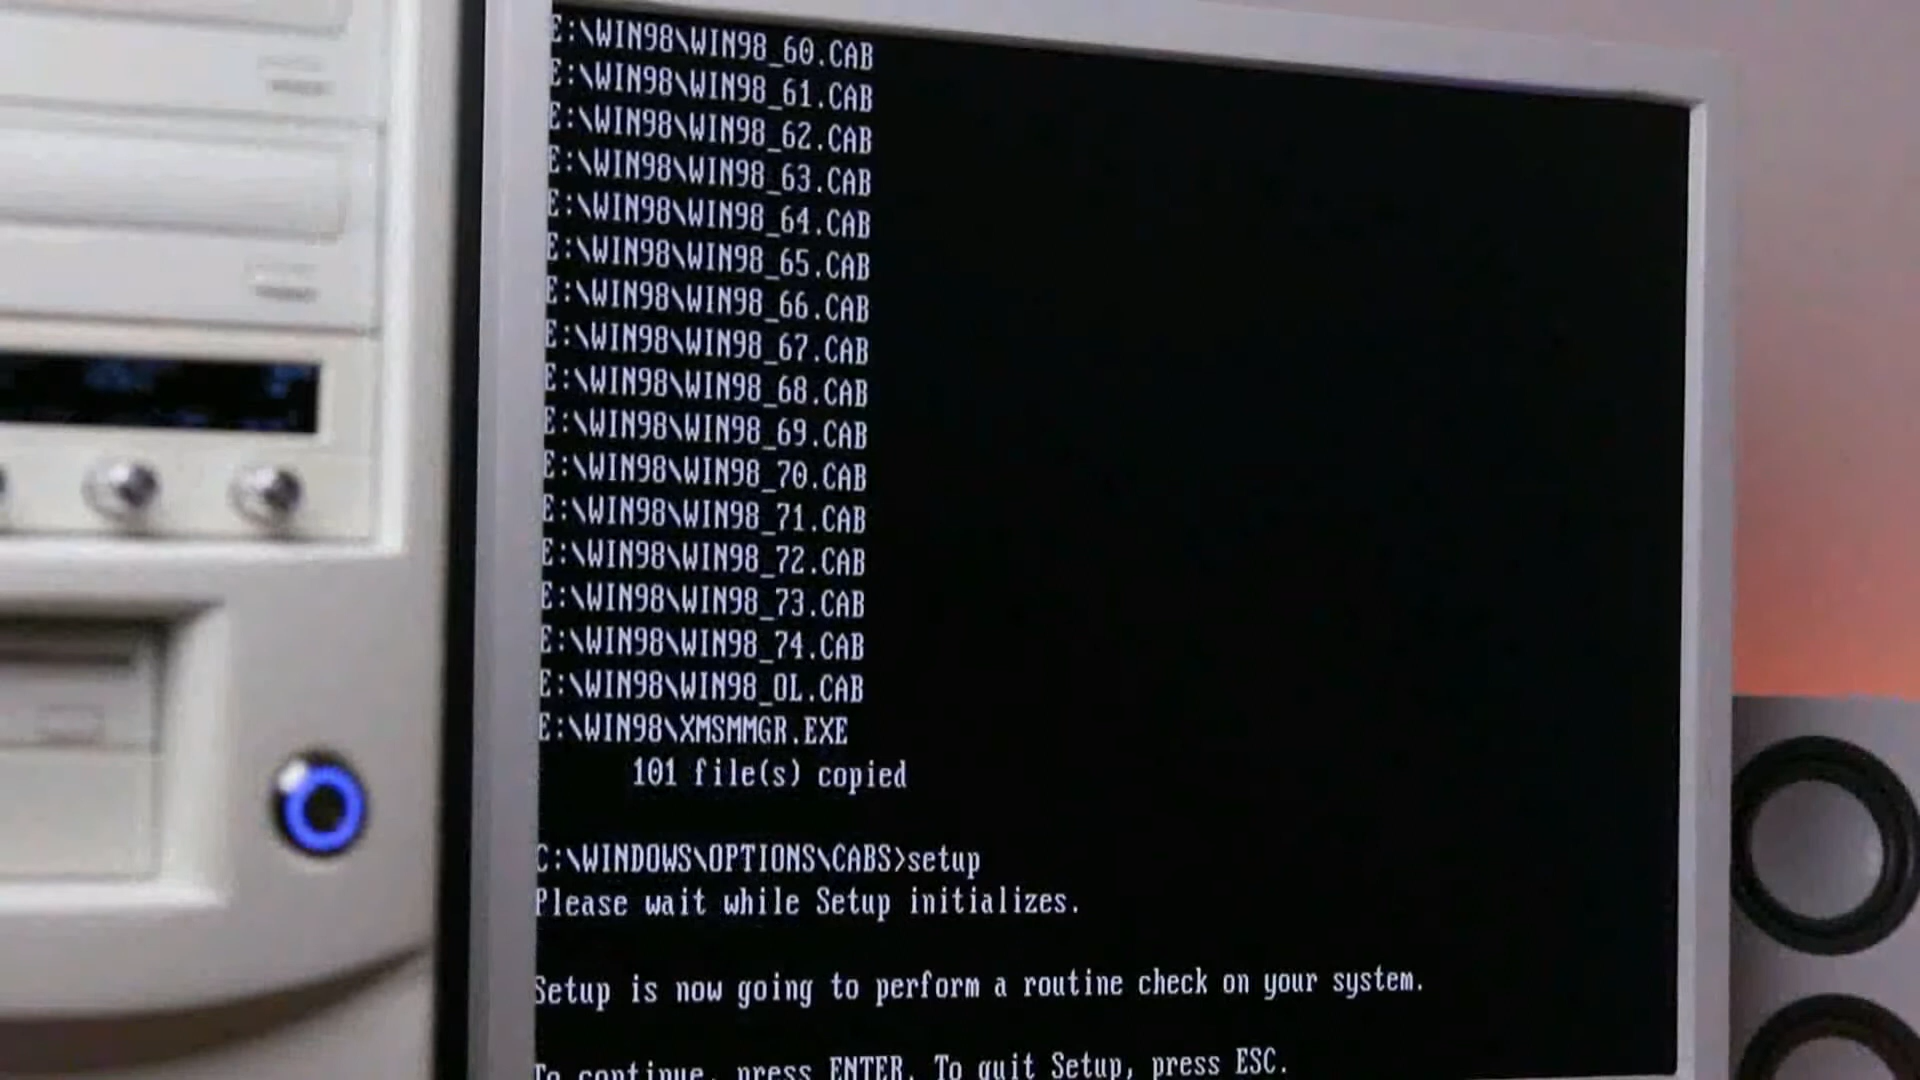 E:\WIN98\WIN98_60.CAB
E:\WIN98\WIN98_61.CAB
E:\WIN98\WIN98_62.CAB
E:\WIN98\WIN98_63.CAB
E:\WIN98\WIN98_64.CAB
E:\WIN98\WIN98_65.CAB
E:\WIN98\WIN98_66.CAB
E:\WIN98\WIN98_67.CAB
E:\WIN98\WIN98_68.CAB
E:\WIN98\WIN98_69.CAB
E:\WIN98\WIN98_70.CAB
E:\WIN98\WIN98_71.CAB
E:\WIN98\WIN98_72.CAB
E:\WIN98\WIN98_73.CAB
E:\WIN98\WIN98_74.CAB
E:\WIN98\WIN98_OL.CAB
E:\WIN98\XMSMMGR.EXE
101 file(s) copied
C:\WINDOWS\OPTIONS\CABS>setup
Please wait while Setup initializes.
Setup is now going to perform a routine check on your system.
To continue, press ENTER. To quit Setup, press ESC.